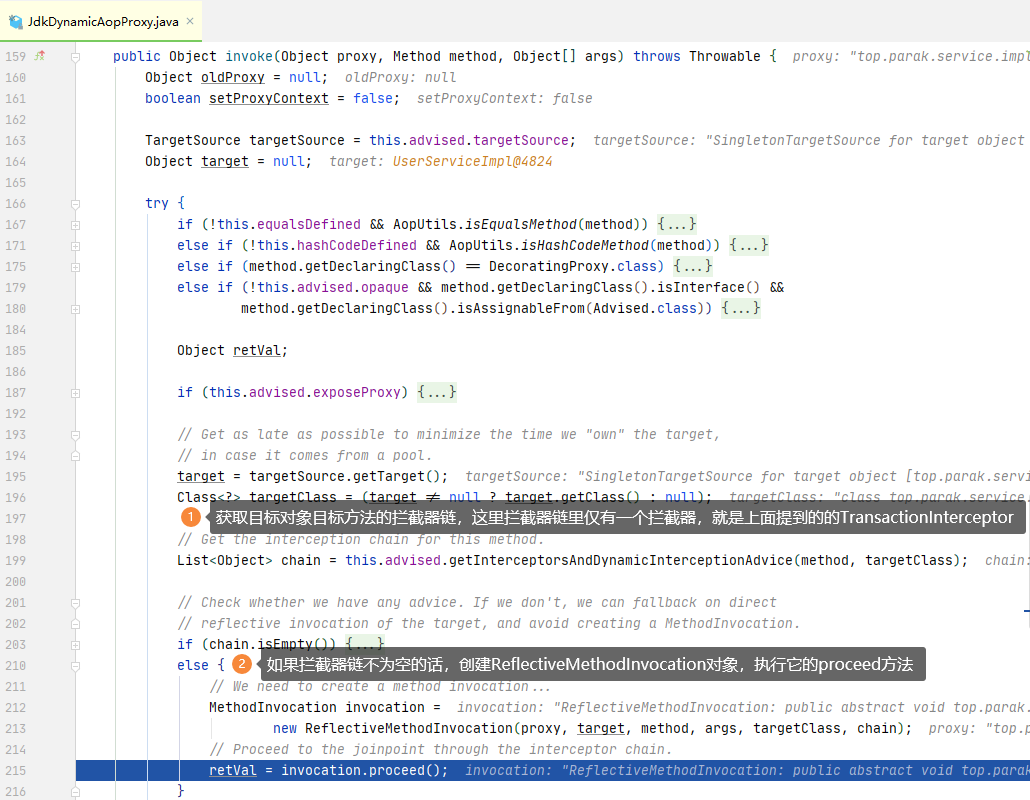 JdkDynamicAopProxy.java ×
159 public Object invoke(Object proxy, Method method, Object[] args) throws Throwable { proxy: "top.parak.service.impl
160 Object oldProxy = null; oldProxy: null
161 boolean setProxyContext = false; setProxyContext: false
162
163 TargetSource targetSource = this.advised.targetSource; targetSource: "SingletonTargetSource for target object
164 Object target = null; target: UserServiceImpl@4824
165
166 try {
167 if (!this.equalsDefined && AopUtils.isEqualsMethod(method)) {...}
171 else if (!this.hashCodeDefined && AopUtils.isHashCodeMethod(method)) {...}
175 else if (method.getDeclaringClass() == DecoratingProxy.class) {...}
179 else if (!this.advised.opaque && method.getDeclaringClass().isInterface() &&
180 method.getDeclaringClass().isAssignableFrom(Advised.class)) {...}
184
185 Object retVal;
186
187 if (this.advised.exposeProxy) {...}
192
193 // Get as late as possible to minimize the time we "own" the target,
194 // in case it comes from a pool.
195 target = targetSource.getTarget(); targetSource: "SingletonTargetSource for target object [top.parak.servi
196 Class<?> targetClass = (target != null ? target.getClass() : null); targetClass: "class top.parak.service.
197 1 获取目标对象目标方法的拦截器链，这里拦截器链里仅有一个拦截器，就是上面提到的的TransactionInterceptor
198 // Get the interception chain for this method.
199 List<Object> chain = this.advised.getInterceptorsAndDynamicInterceptionAdvice(method, targetClass); chain:
200
201 // Check whether we have any advice. If we don't, we can fallback on direct
202 // reflective invocation of the target, and avoid creating a MethodInvocation.
203 if (chain.isEmpty()) {...}
210 else { 2 如果拦截器链不为空的话，创建ReflectiveMethodInvocation对象，执行它的proceed方法
211 // We need to create a method invocation...
212 MethodInvocation invocation = invocation: "ReflectiveMethodInvocation: public abstract void top.parak.
213 new ReflectiveMethodInvocation(proxy, target, method, args, targetClass, chain); proxy: "top.p
214 // Proceed to the joinpoint through the interceptor chain.
215 retVal = invocation.proceed(); invocation: "ReflectiveMethodInvocation: public abstract void top.parak
216 }